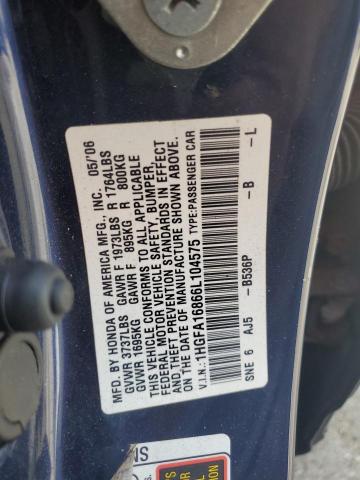 MFD. BY HONDA OF AMERICA MFG., INC. 05/'06
GVWR 3737LBS GAWR F 1973LBS R 1764LBS
GVWR 1695KG GAWR F 895KG R 800KG
THIS VEHICLE CONFORMS TO ALL APPLICABLE
FEDERAL MOTOR VEHICLE SAFETY, BUMPER,
AND THEFT PREVENTION STANDARDS IN EFFECT
ON THE DATE OF MANUFACTURE SHOWN ABOVE.
V.I.N.: 1HGFA16866L104575 TYPE:PASSENGER CAR
SNE 6 AJ5 - B536P - B - L
NS